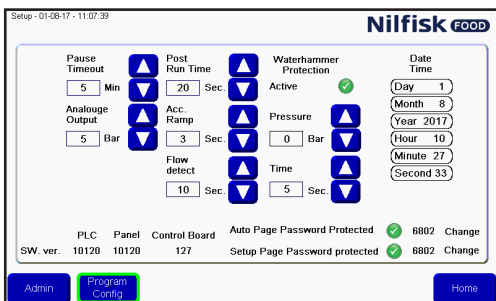 Setup - 01-08-17 - 11:07:39
Nilfisk FOOD
Pause Timeout
5 Min
Post Run Time
20 Sec.
Waterhammer Protection
Active
Date Time
Day 1
Month 8
Year 2017
Hour 10
Minute 27
Second 33
Analouge Output
5 Bar
Acc. Ramp
3 Sec.
Pressure
0 Bar
Flow detect
10 Sec.
Time
5 Sec.
PLC Panel Control Board
SW. ver. 10120 10120 127
Auto Page Password Protected 6802 Change
Setup Page Password protected 6802 Change
Admin
Program Config
Home